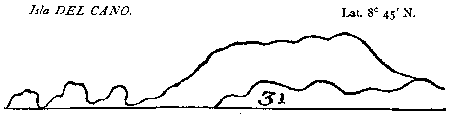 Isla DEL CANO. Lat. 8° 45′ N.
31